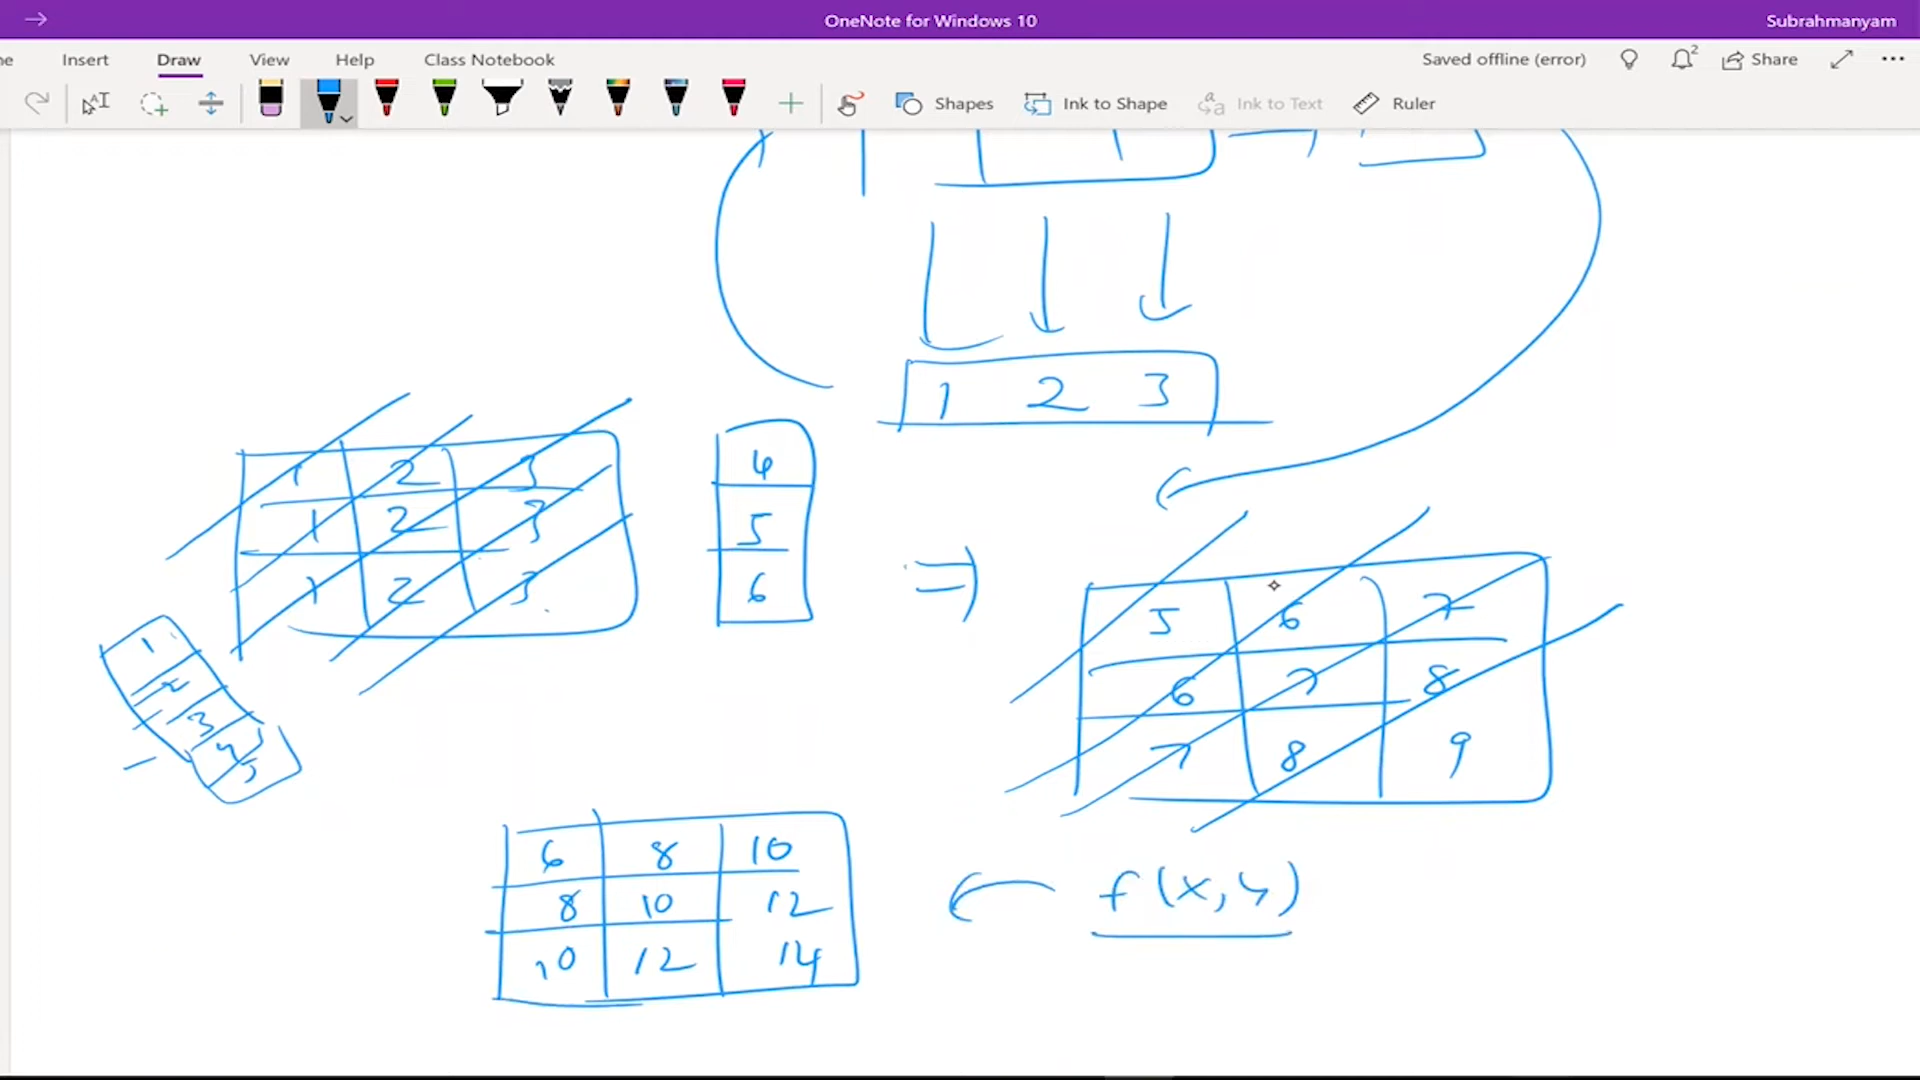 OneNote for Windows 10
Subrahmanyam
Insert Draw View Help Class Notebook
Saved offline (error) 2 Share
Shapes Ink to Shape Ink to Text Ruler
1 2 3
1 2 3
1 2 3
1 2 3
4
5
6
=>
1
2
3
4
5
5 6 7
6 7 8
7 8 9
6 8 10
8 10 12
10 12 14
f(x,y)